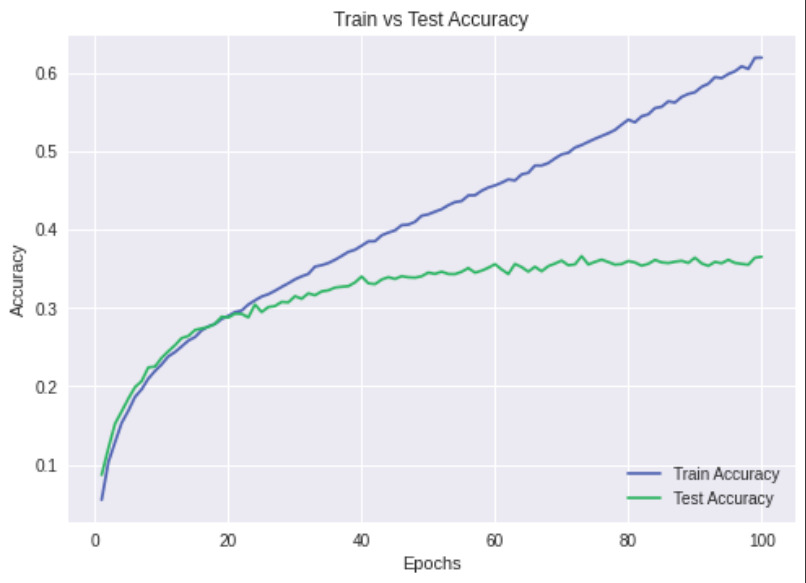 Train vs Test Accuracy
0.6
0.5
0.4
0.3
0.2
0.1
Accuracy
Train Accuracy
Test Accuracy
0 20 40 60 80 100
Epochs